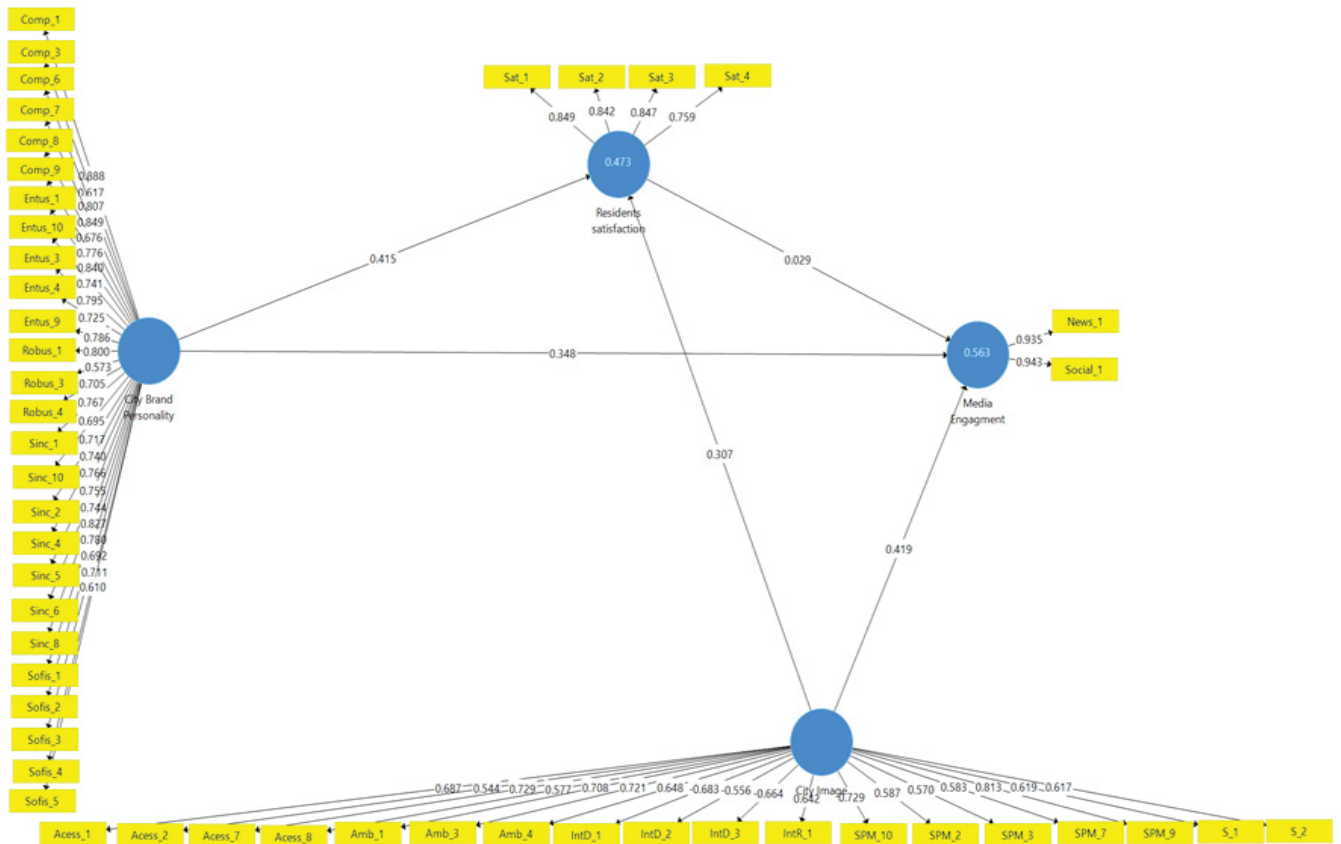 Comp_1
Comp_3
Comp_6
Comp_7
Comp_8
Comp_9
Entus_1
Entus_10
Entus_3
Entus_4
Entus_9
Robus_1
Robus_3
Robus_4
Sinc_1
Sinc_10
Sinc_2
Sinc_4
Sinc_5
Sinc_6
Sinc_8
Sofis_1
Sofis_2
Sofis_3
Sofis_4
Sofis_5
0.888
0.617
0.807
0.849
0.676
0.776
0.840
0.741
0.795
0.725
0.786
0.800
0.573
0.705
0.767
0.695
0.717
0.740
0.766
0.755
0.744
0.827
0.780
0.692
0.711
0.610
City Brand
Personality
Sat_1
Sat_2
Sat_3
Sat_4
0.849
0.842
0.847
0.759
0.473
Residents
satisfaction
0.415
0.029
0.348
0.307
0.419
0.563
Media
Engagment
0.935
0.943
News_1
Social_1
City Image
0.687
0.544
0.729
0.577
0.708
0.721
0.648
-0.683
-0.556
-0.664
0.642
0.729
0.587
0.570
0.583
0.813
0.619
0.617
Acess_1
Acess_2
Acess_7
Acess_8
Amb_1
Amb_3
Amb_4
IntD_1
IntD_2
IntD_3
IntR_1
SPM_10
SPM_2
SPM_3
SPM_7
SPM_9
S_1
S_2